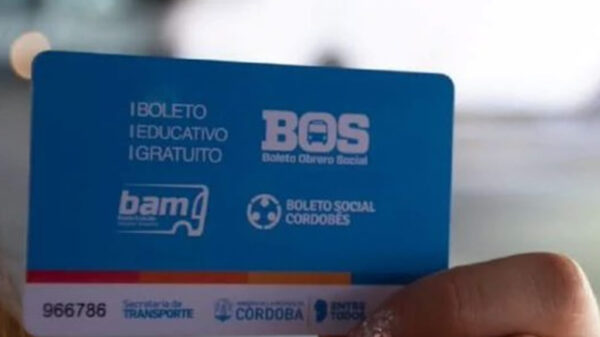 I BOLETO
I EDUCATIVO
I GRATUITO
BOS
Boleto Obrero Social
bam
BOLETO SOCIAL
CORDOBÉS
966786
Secretaría de
TRANSPORTE
CÓRDOBA
ENTRE
TODOS